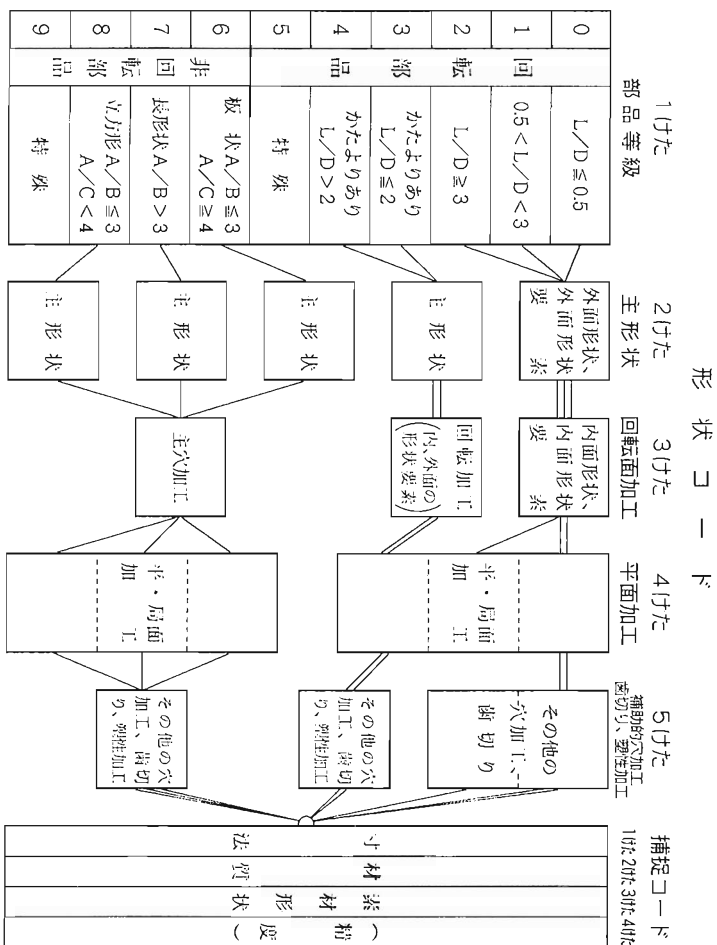 形状コード
1けた
部品等級
2けた
主形状
3けた
回転面加工
4けた
平面加工
5けた
補助的穴加工
歯切り、塑性加工
捕捉コード
1けた2けた3けた4けた
0
1
2
3
4
5
6
7
8
9
回転部品
非回転部品
L/D≦0.5
0.5<L/D<3
L/D≧3
かたよりあり
L/D≦2
かたよりあり
L/D>2
特殊
板状A/B≦3
A/C≧4
長形状A/B>3
立方形A/B≦3
A/C<4
特殊
外面形状、
外面形状
要素
主形状
主形状
主形状
主形状
内面形状、
内面形状
要素
回転加工
(内、外面の
形状要素)
主穴加工
平・局面
加工
平・局面
加工
その他の
穴加工、
歯切り
その他の穴
加工、歯切
り、塑性加工
その他の穴
加工、歯切
り、塑性加工
寸法
材質
素材形状
(精度)